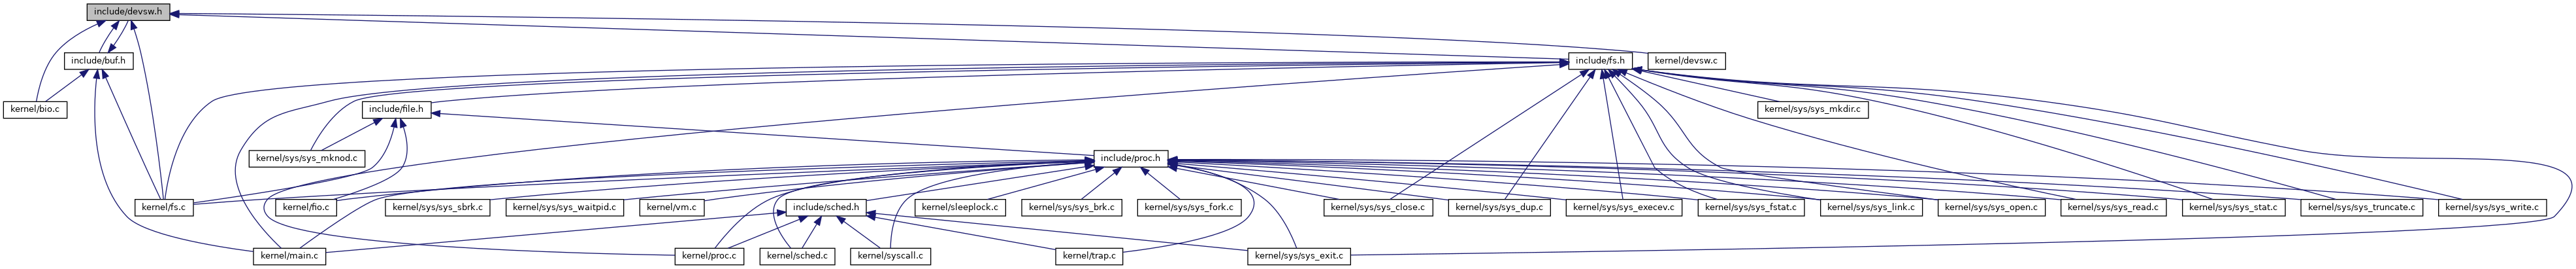 include/devsw.h
include/buf.h
include/fs.h
kernel/devsw.c
kernel/bio.c
include/file.h
kernel/sys/sys_mkdir.c
kernel/sys/sys_mknod.c
include/proc.h
kernel/fs.c
kernel/fio.c
kernel/sys/sys_sbrk.c
kernel/sys/sys_waitpid.c
kernel/vm.c
include/sched.h
kernel/sleeplock.c
kernel/sys/sys_brk.c
kernel/sys/sys_fork.c
kernel/sys/sys_close.c
kernel/sys/sys_dup.c
kernel/sys/sys_execev.c
kernel/sys/sys_fstat.c
kernel/sys/sys_link.c
kernel/sys/sys_open.c
kernel/sys/sys_read.c
kernel/sys/sys_stat.c
kernel/sys/sys_truncate.c
kernel/sys/sys_write.c
kernel/main.c
kernel/proc.c
kernel/sched.c
kernel/syscall.c
kernel/trap.c
kernel/sys/sys_exit.c